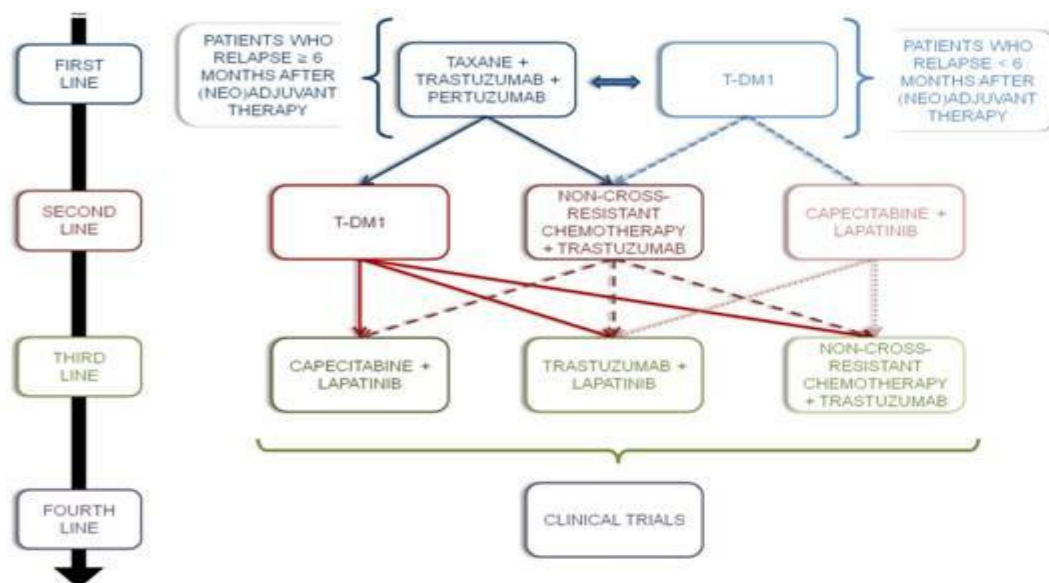 FIRST
LINE
PATIENTS WHO
RELAPSE ≥ 6
MONTHS AFTER
(NEO)ADJUVANT
THERAPY
TAXANE +
TRASTUZUMAB +
PERTUZUMAB
T-DM1
PATIENTS WHO
RELAPSE < 6
MONTHS AFTER
(NEO)ADJUVANT
THERAPY
SECOND
LINE
T-DM1
NON-CROSS-
RESISTANT
CHEMOTHERAPY
+ TRASTUZUMAB
CAPECITABINE +
LAPATINIB
THIRD
LINE
CAPECITABINE +
LAPATINIB
TRASTUZUMAB +
LAPATINIB
NON-CROSS-
RESISTANT
CHEMOTHERAPY
+ TRASTUZUMAB
FOURTH
LINE
CLINICAL TRIALS